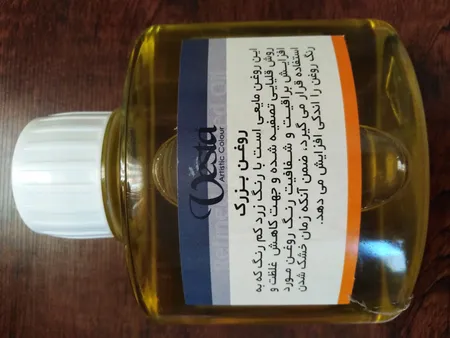 Oil
Vesta
Artistic Colour
روغن بزرک
این روغن مایعی است با رنگ زرد کم رنگ که به
روش قلیایی تصفیه شده و جهت کاهش غلظت و
افزایش براقیت و شفافیت رنگ روغن مورد
استفاده قرار می گیرد. ضمن آنکه زمان خشک شدن
رنگ روغن را اندکی افزایش می دهد.